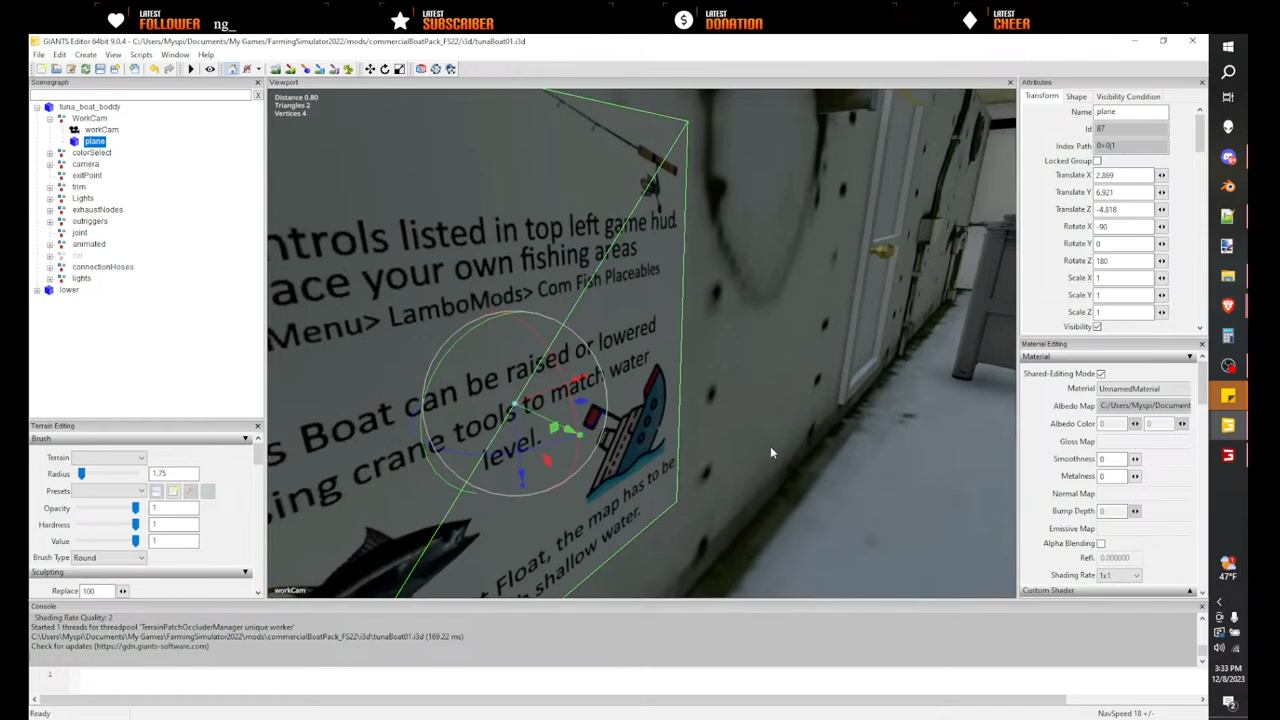 LATEST
FOLLOWER
ng_
LATEST
SUBSCRIBER
LATEST
DONATION
LATEST
CHEER
GIANTS Editor 64bit 9.0.4 - C:/Users/Myspi/Documents/My Games/FarmingSimulator2022/mods/commercialBoatPack_FS22/i3d/tunaBoat01.i3d
File Edit Create View Scripts Window Help
Scenegraph
X
tuna_boat_boddy
WorkCam
workCam
plane
colorSelect
camera
exitPoint
trim
Lights
exhaustNodes
outriggers
joint
animated
col
connectionHoses
lights
lower
Terrain Editing
Brush
Terrain
Radius 1.75
Presets
Opacity 1
Hardness 1
Value 1
Brush Type Round
Sculpting
Replace 100
Viewport
Distance 0.80
Triangles 2
Vertices 4
ntrols listed in top left game hud.
ace your own fishing areas
Menu> LamboMods> Com Fish Placeables
s Boat can be raised or lowered
sing crane tools to match water
level.
Float, the map has to be
shallow water.
workCam
Attributes
Transform Shape Visibility Condition
Name plane
Id 87
Index Path 0>0|1
Locked Group
Translate X 2.869
Translate Y 6.921
Translate Z -4.818
Rotate X -90
Rotate Y 0
Rotate Z 180
Scale X 1
Scale Y 1
Scale Z 1
Visibility
Material Editing
Material
Shared-Editing Mode
Material UnnamedMaterial
Albedo Map C:/Users/Myspi/Document
Albedo Color 0 0
Gloss Map
Smoothness 0
Metalness 0
Normal Map
Bump Depth 0
Emissive Map
Alpha Blending
Refl. 0.000000
Shading Rate 1x1
Custom Shader
Console
Shading Rate Quality: 2
Started 1 threads for threadpool 'TerrainPatchOccluderManager unique worker'
C:/Users/Myspi/Documents/My Games/FarmingSimulator2022/mods/commercialBoatPack_FS22/i3d/tunaBoat01.i3d (169.22 ms)
Check for updates (https://gdn.giants-software.com)
1
Ready
NavSpeed 18 +/-
47°F
3:33 PM
12/8/2023
2